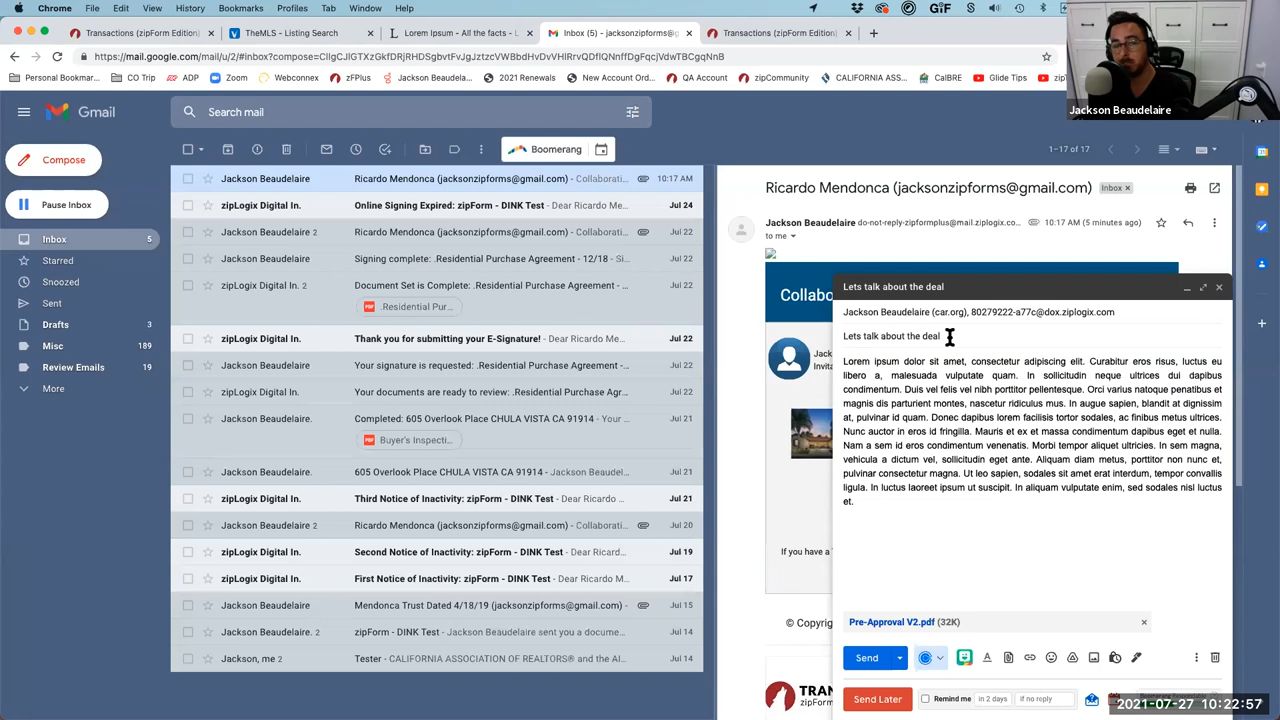 Chrome File Edit View History Bookmarks Profiles Tab Window Help
GIF
Transactions (zipForm Edition) × TheMLS - Listing Search × Lorem Ipsum - All the facts - L × Inbox (5) - jacksonzipforms@g × Transactions (zipForm Edition) × +
Personal Bookmar... CO Trip ADP Zoom Webconnex zFPlus Jackson Beaudelai... 2021 Renewals New Account Ord... QA Account zipCommunity CALIFORNIA ASS... CalBRE Glide Tips
Jackson Beaudelaire
Gmail
Search mail
Compose
Pause Inbox
Inbox 5
Starred
Snoozed
Sent
Drafts 6
Misc 189
Review Emails 2
More
Boomerang
1–17 of 17
Jackson Beaudelaire Ricardo Mendonca (jacksonzipforms@gmail.com) - Collaborati... 10:17 AM
zipLogix Digital In. Online Signing Expired: zipForm - DINK Test - Dear Ricardo Me... Jul 24
Jackson Beaudelaire 2 Ricardo Mendonca (jacksonzipforms@gmail.com) - Collaborati... Jul 22
Jackson Beaudelaire Signing complete: .Residential Purchase Agreement - 12/18 - Si... Jul 22
zipLogix Digital In. 2 Document Set is Complete: .Residential Purchase Agreement - ... Jul 22
PDF .Residential Pur...
zipLogix Digital In. Thank you for submitting your E-Signature! - Dear Ricardo Me... Jul 22
Jackson Beaudelaire Your signature is requested: .Residential Purchase Agreement -... Jul 22
Jackson Beaudelaire Your documents are ready to review: .Residential Purchase Agr... Jul 22
Jackson Beaudelaire. Completed: 605 Overlook Place CHULA VISTA CA 91914 - Jacks... Jul 21
PDF Buyer's Inspecti...
Jackson Beaudelaire. 605 Overlook Place CHULA VISTA CA 91914 - Jackson Beaudel... Jul 21
zipLogix Digital In. Third Notice of Inactivity: zipForm - DINK Test - Dear Ricardo ... Jul 21
Jackson Beaudelaire 2 Ricardo Mendonca (jacksonzipforms@gmail.com) - Collaborati... Jul 20
zipLogix Digital In. Second Notice of Inactivity: zipForm - DINK Test - Dear Ricard... Jul 19
zipLogix Digital In. First Notice of Inactivity: zipForm - DINK Test - Dear Ricardo M... Jul 17
Jackson Beaudelaire Mendonca Trust Dated 4/18/19 (jacksonzipforms@gmail.com) - Jul 15
Jackson Beaudelaire. 2 zipForm - DINK Test - Jackson Beaudelaire sent you a docume... Jul 14
Jackson, me 2 Tester - CALIFORNIA ASSOCIATION OF REALTORS® and the Al... Jul 14
Ricardo Mendonca (jacksonzipforms@gmail.com) Inbox ×
Jackson Beaudelaire do-not-reply-zipformplus@mail.ziplogix.co... 10:17 AM (5 minutes ago)
to me
Collabo
Jack
Invita
If you have a
© Copyrig
TRAN
zipForm
Lets talk about the deal
Jackson Beaudelaire (car.org), 80279222-a77c@dox.ziplogix.com
Lets talk about the deal
Lorem ipsum dolor sit amet, consectetur adipiscing elit. Curabitur eros risus, luctus eu
libero a, malesuada vulputate quam. In sollicitudin neque ultrices dui dapibus
condimentum. Duis vel felis vel nibh porttitor pellentesque. Orci varius natoque penatibus et
magnis dis parturient montes, nascetur ridiculus mus. In augue sapien, blandit at dignissim
at, pulvinar id quam. Donec dapibus lorem facilisis tortor sodales, ac finibus metus ultrices.
Nunc auctor in eros id fringilla. Mauris et ex et massa condimentum dapibus eget et nulla.
Nam a sem id eros condimentum venenatis. Morbi tempor aliquet ultricies. In sem magna,
vehicula a dictum vel, sollicitudin eget ante. Aliquam diam metus, porttitor non nunc et,
pulvinar consectetur magna. Ut leo sapien, sodales sit amet erat interdum, tempor convallis
ligula. In luctus laoreet ipsum ut suscipit. In aliquam vulputate enim, sed sodales nisl luctus
et.
Pre-Approval V2.pdf (32K) ×
Send
Send Later Remind me in 2 days if no reply
2021-07-27 10:22:57